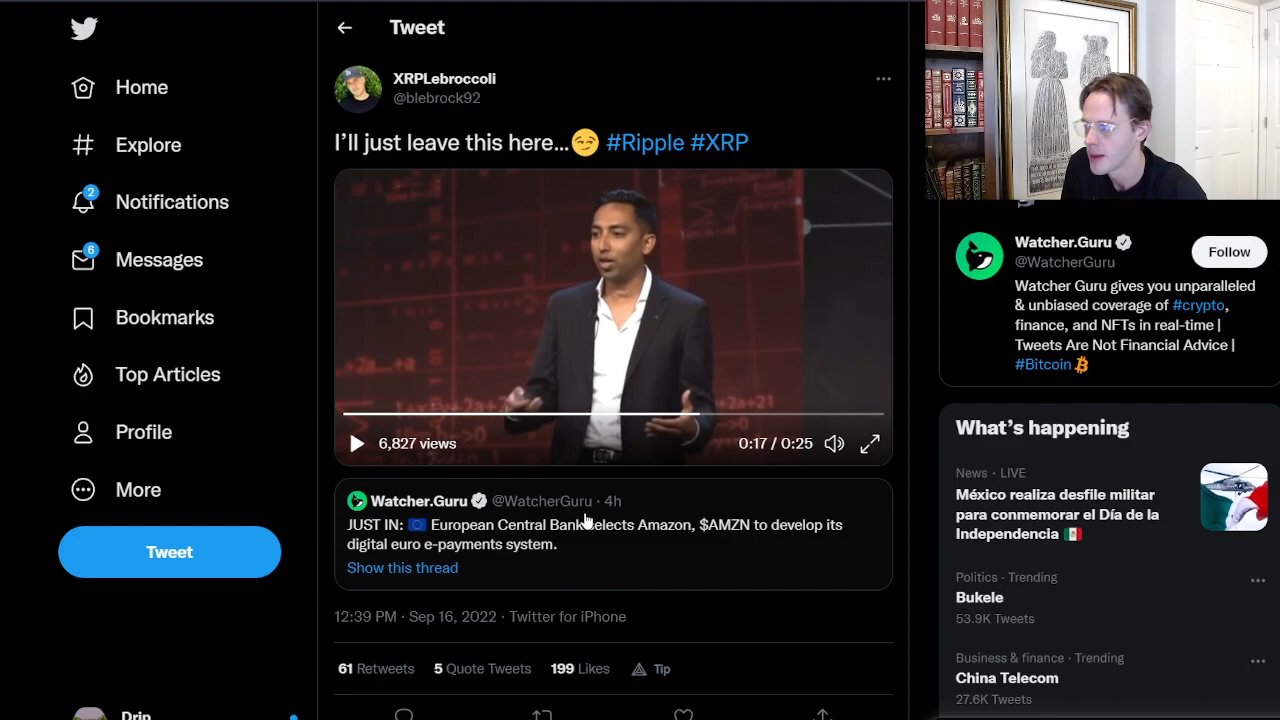 Home
Explore
2
Notifications
6
Messages
Bookmarks
Top Articles
Profile
More
Tweet
Drip
Tweet
XRPLebroccoli
@blebrock92
I’ll just leave this here...😏 #Ripple #XRP
6,827 views
0:17 / 0:25
Watcher.Guru @WatcherGuru · 4h
JUST IN: 🇪🇺 European Central Bank selects Amazon, $AMZN to develop its
digital euro e-payments system.
Show this thread
12:39 PM · Sep 16, 2022 · Twitter for iPhone
61 Retweets 5 Quote Tweets 199 Likes Tip
Watcher.Guru
@WatcherGuru
Follow
Watcher Guru gives you unparalleled
& unbiased coverage of #crypto,
finance, and NFTs in real-time |
Tweets Are Not Financial Advice |
#Bitcoin
What’s happening
News · LIVE
México realiza desfile militar
para conmemorar el Día de la
Independencia 🇲🇽
Politics · Trending
Bukele
53.9K Tweets
Business & finance · Trending
China Telecom
27.6K Tweets